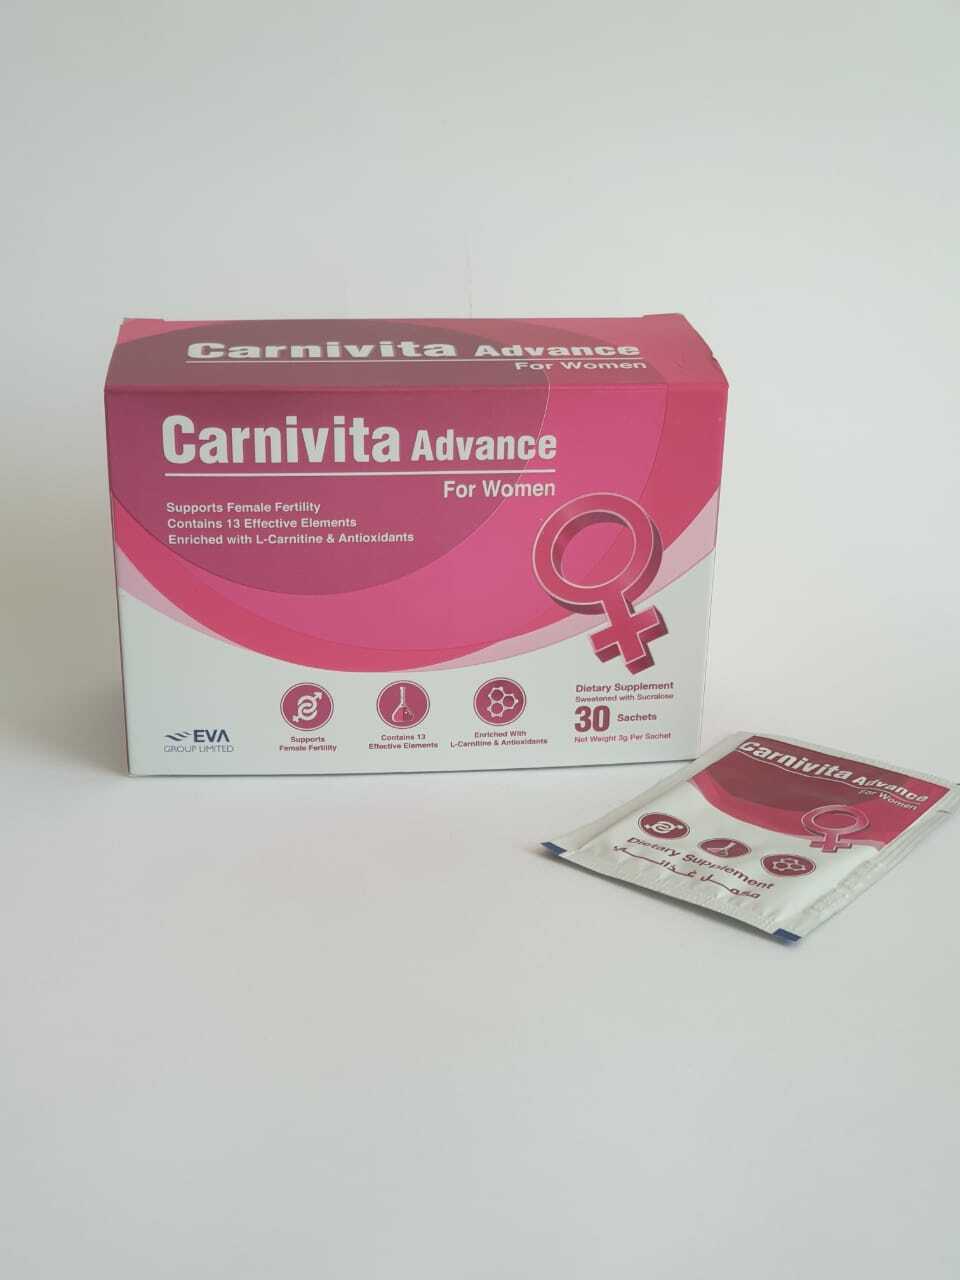 Carnivita Advance
For Women
Carnivita Advance
For Women
Supports Female Fertility
Contains 13 Effective Elements
Enriched with L-Carnitine & Antioxidants
EVA
GROUP LIMITED
Supports
Female Fertility
Contains 13
Effective Elements
Enriched With
L-Carnitine & Antioxidants
Dietary Supplement
Sweetened with Sucralose
30 Sachets
Net Weight 3g Per Sachet
Carnivita Advance
For Women
Dietary Supplement
مكمل غذائي